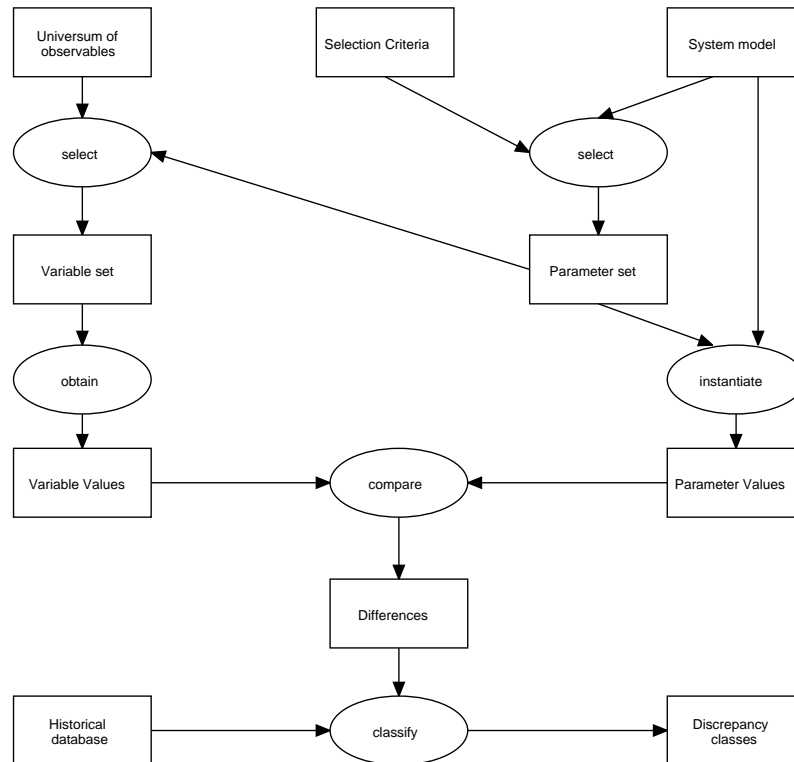 Universum of
observables
Selection Criteria
System model
select
select
Variable set
Parameter set
obtain
instantiate
Variable Values
compare
Parameter Values
Differences
Historical
database
classify
Discrepancy
classes